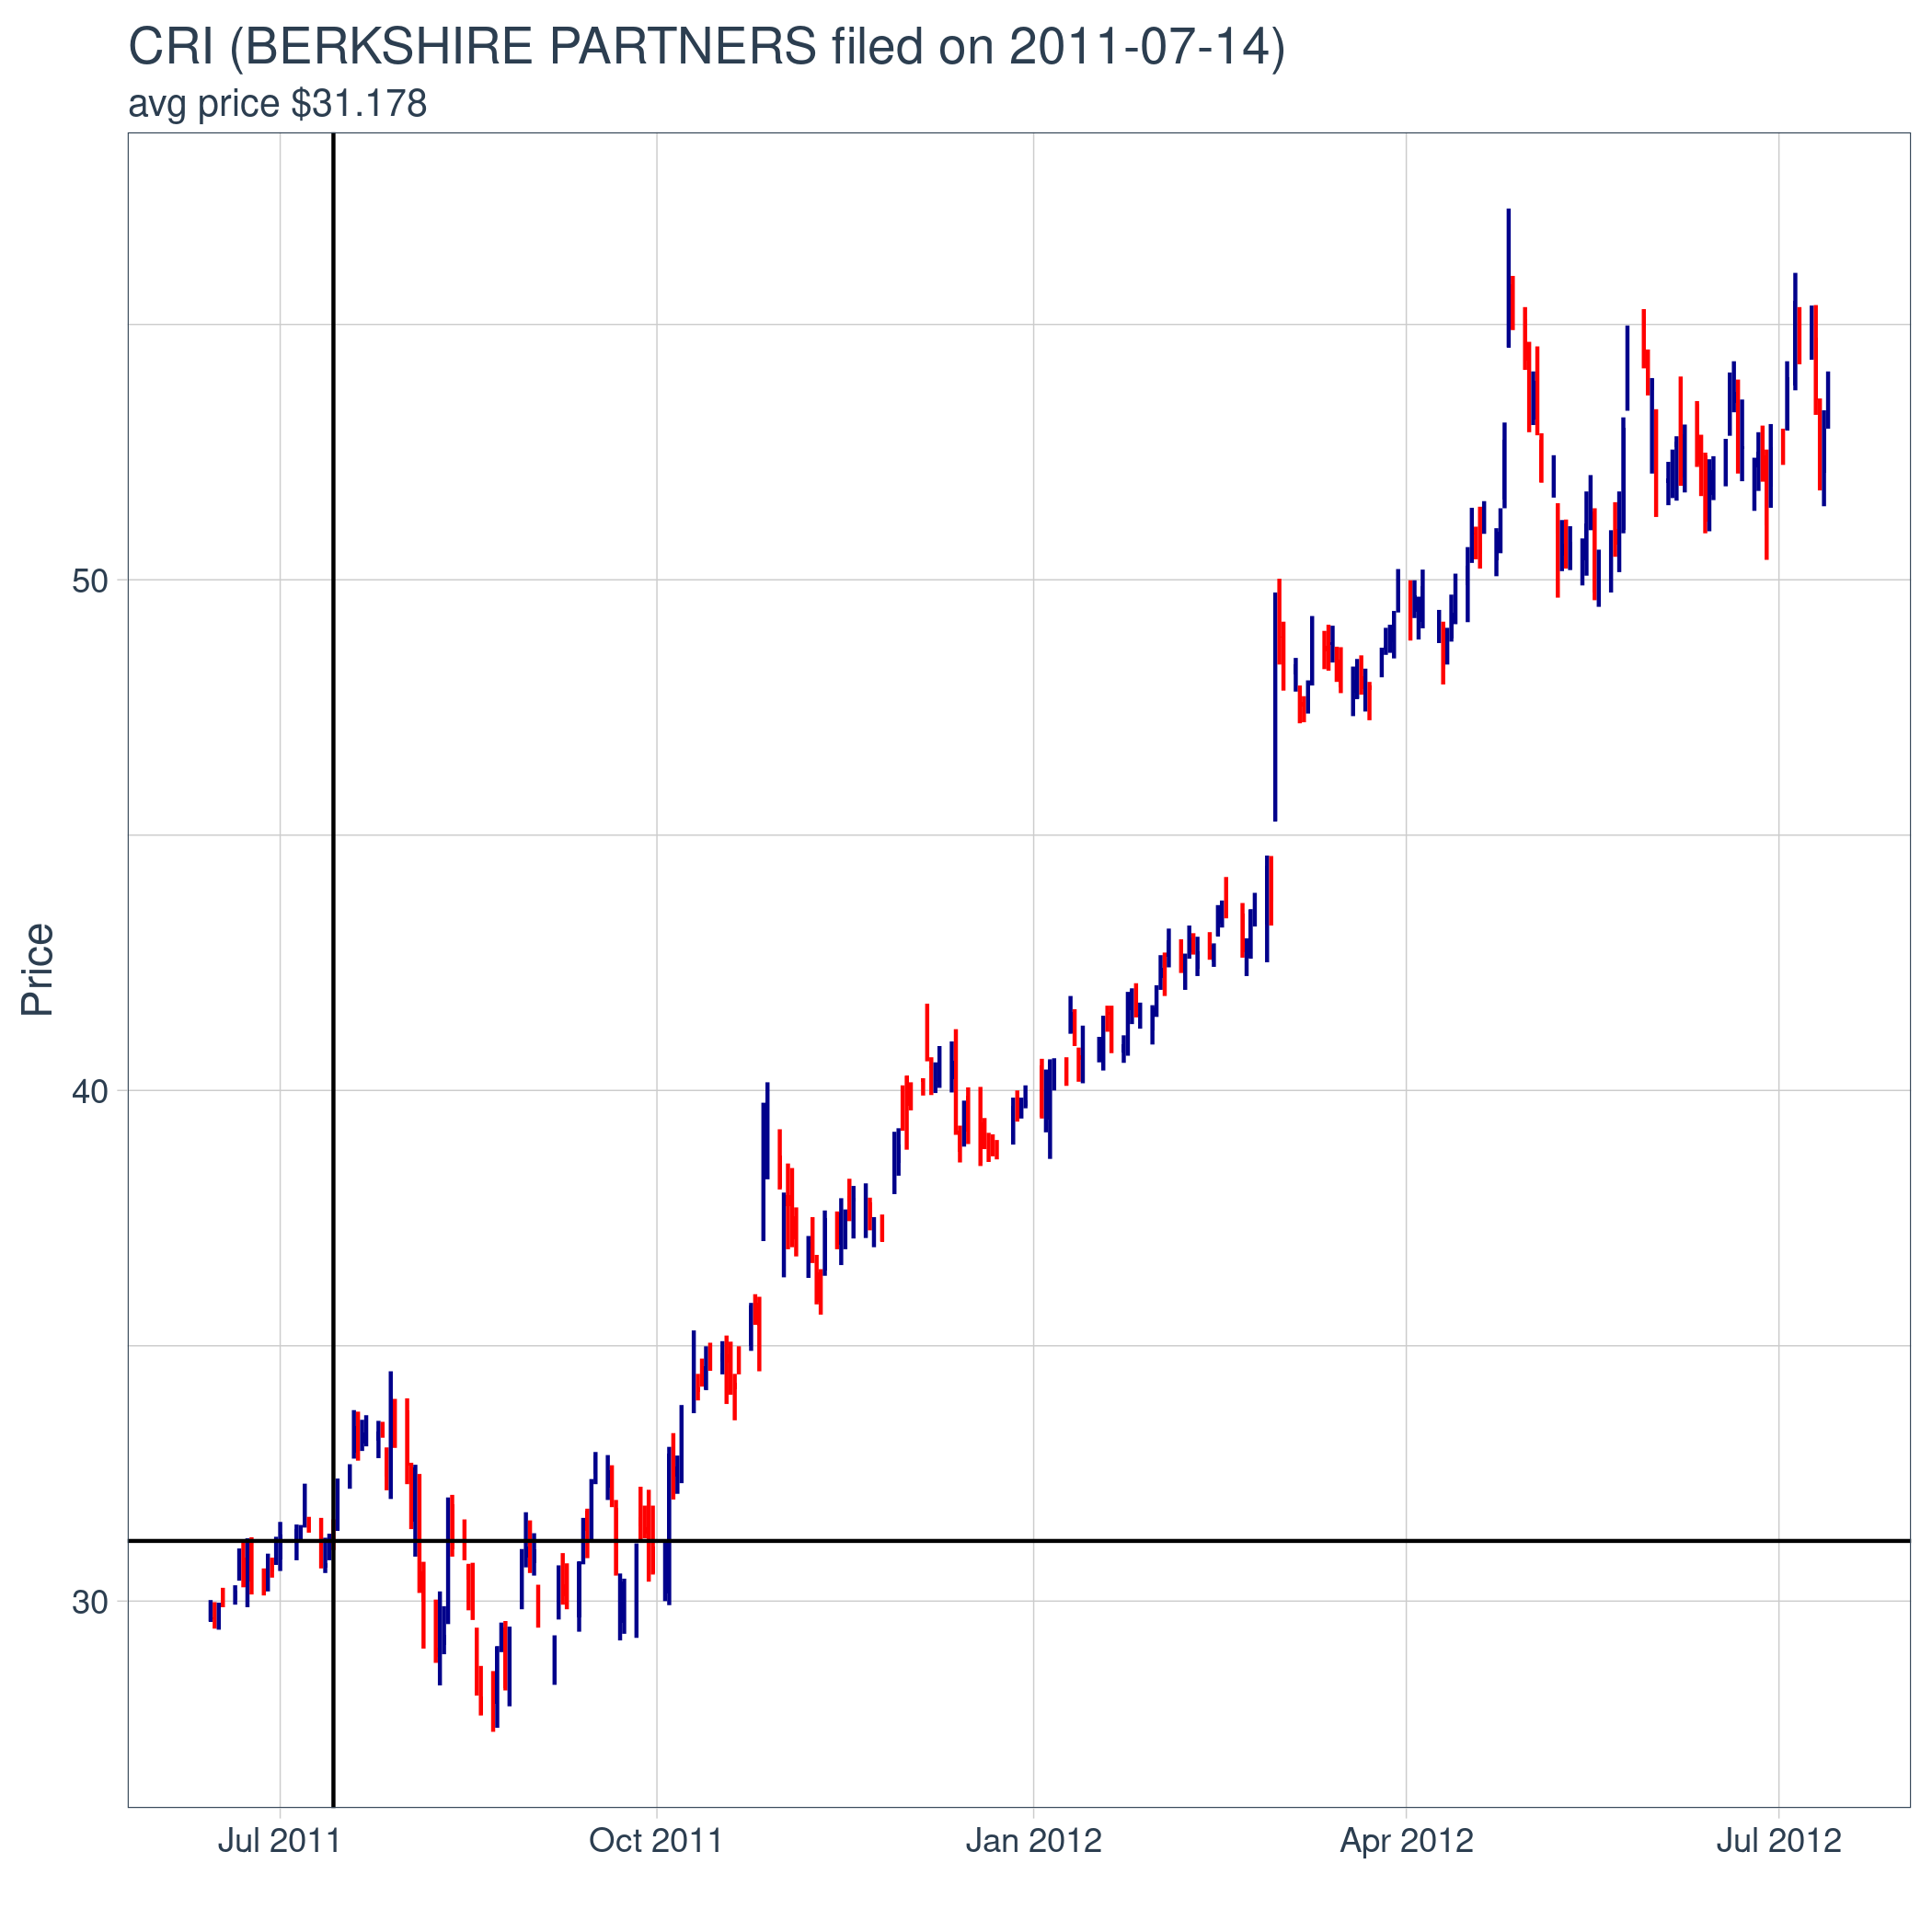 CRI (BERKSHIRE PARTNERS filed on 2011-07-14)
avg price $31.178
Price
50
40
30
Jul 2011
Oct 2011
Jan 2012
Apr 2012
Jul 2012